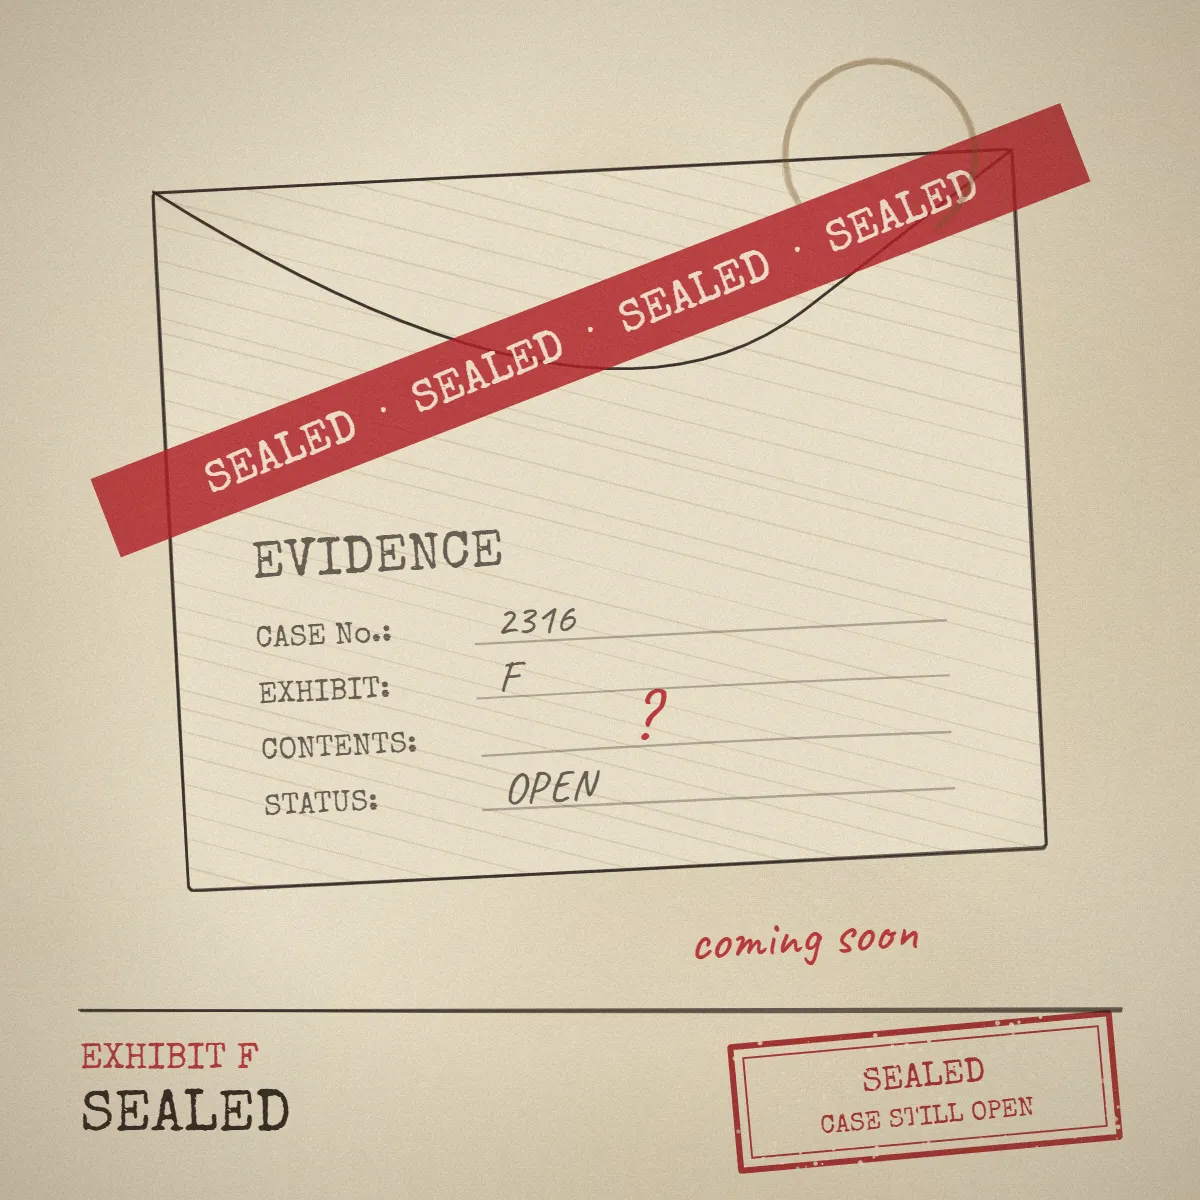 SEALED · SEALED · SEALED · SEALED
EVIDENCE
CASE No.: 2316
EXHIBIT: F
CONTENTS: ?
STATUS: OPEN
coming soon
EXHIBIT F
SEALED
SEALED
CASE STILL OPEN